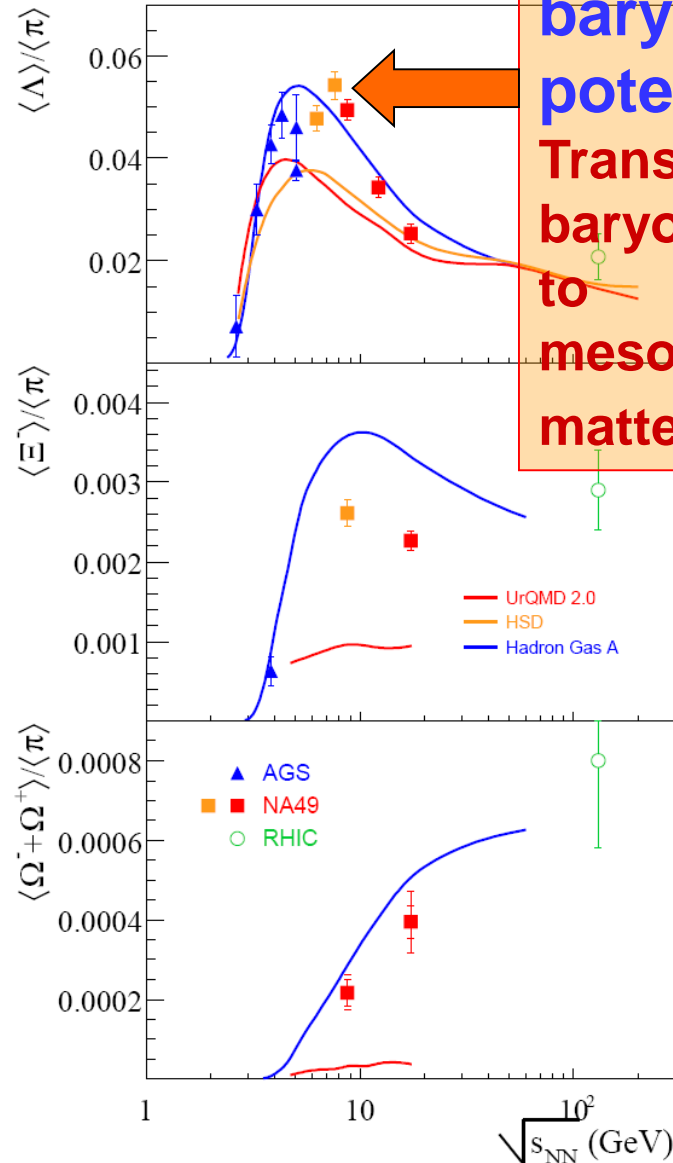 ⟨Λ⟩/⟨π⟩
0.06
0.04
0.02
bary
pote
Trans
baryo
to
meso
matte
⟨Ξ⁻⟩/⟨π⟩
0.004
0.003
0.002
0.001
UrQMD 2.0
HSD
Hadron Gas A
⟨Ω⁻+Ω⁺⟩/⟨π⟩
0.0008
0.0006
0.0004
0.0002
AGS
NA49
RHIC
1
10
10²
√s_NN (GeV)